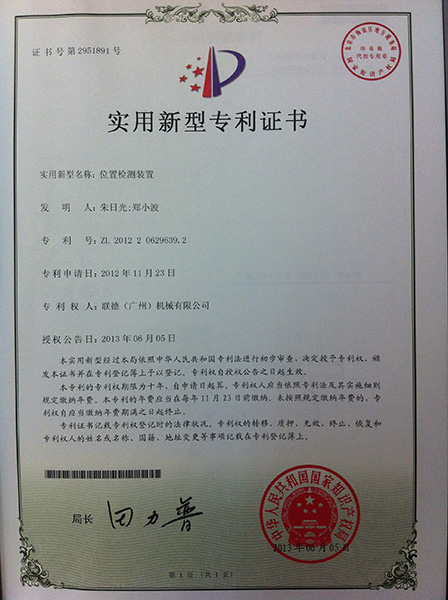 证书号第2951891号
实用新型专利证书
实用新型名称：位置检测装置
发 明 人：朱日光;郑小波
专 利 号：ZL 2012 2 0629639.2
专利申请日：2012年11月23日
专 利 权 人：联德（广州）机械有限公司
授权公告日：2013年06月05日
本实用新型经过本局依照中华人民共和国专利法进行初步审查，决定授予专利权，颁
发本证书并在专利登记簿上予以登记。专利权自授权公告之日起生效。
本专利的专利权期限为十年，自申请日起算。专利权人应当依照专利法及其实施细则
规定缴纳年费。本专利的年费应当在每年11月23日前缴纳。未按照规定缴纳年费的，专
利权自应当缴纳年费期满之日起终止。
专利证书记载专利权登记时的法律状况。专利权的转移、质押、无效、终止、恢复和
专利权人的姓名或名称、国籍、地址变更等事项记载在专利登记簿上。
局长
田力普
中华人民共和国国家知识产权局
2013年06月05日
第1页（共1页）